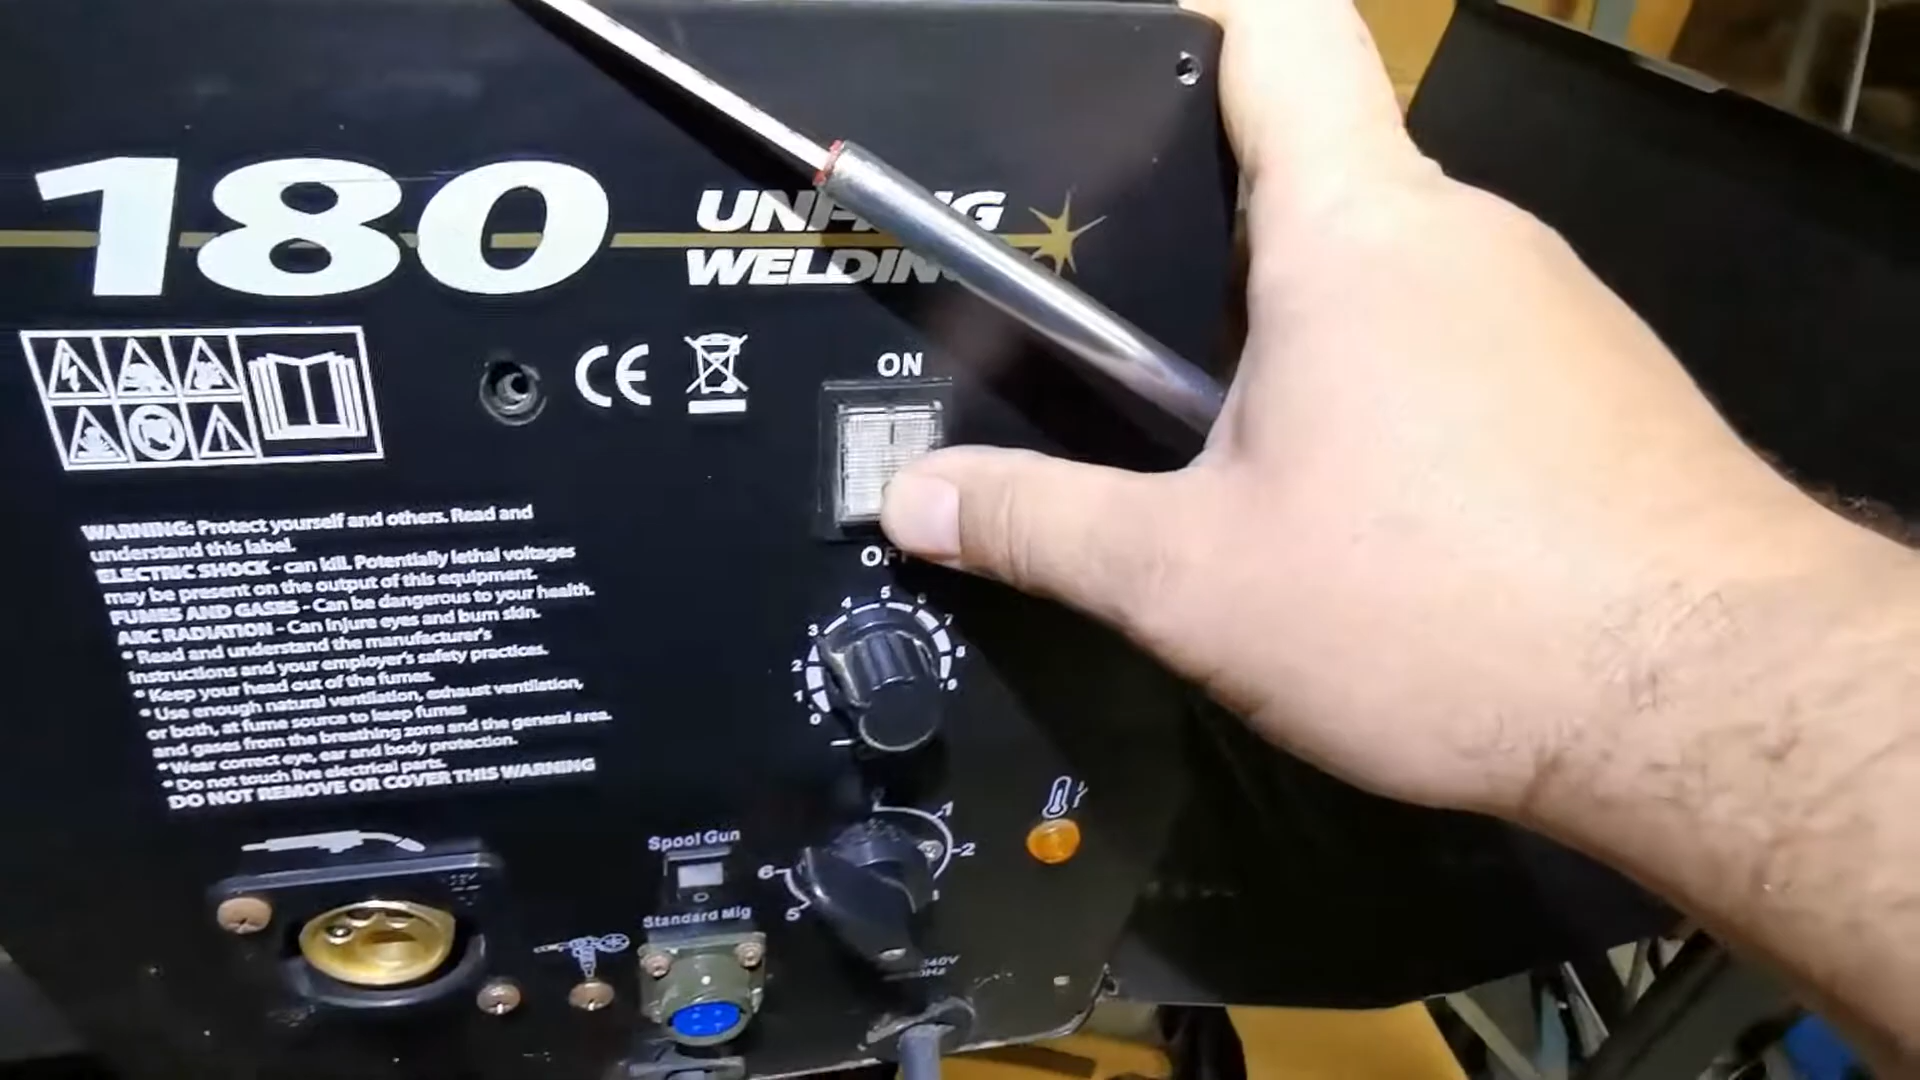 180
WELDING
CE
ON
WARNING: Protect yourself and others. Read and
understand this label.
ELECTRIC SHOCK - can kill. Potentially lethal voltages
may be present on the output of this equipment.
FUMES AND GASES - Can be dangerous to your health.
ARC RADIATION - Can injure eyes and burn skin.
• Read and understand the manufacturer's
instructions and your employer's safety practices.
• Keep your head out of the fumes.
• Use enough natural ventilation, exhaust ventilation,
or both, at fume source to keep fumes
and gases from the breathing zone and the general area.
• Wear correct eye, ear and body protection.
• Do not touch live electrical parts.
DO NOT REMOVE OR COVER THIS WARNING
0 1 2 3 4 5 6 7 8 9
Spool Gun
Standard Mig
0 1 2 5 6